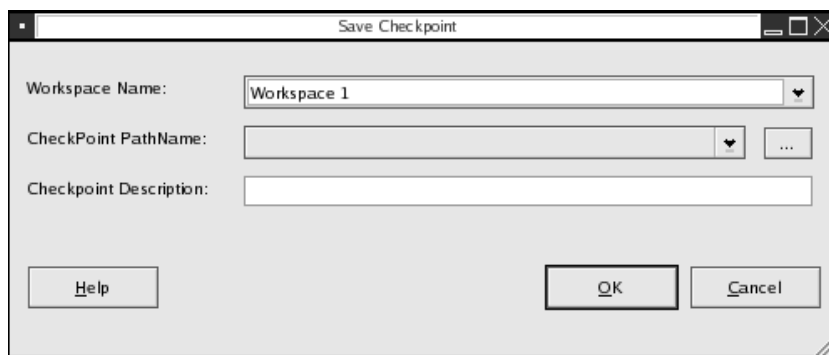 Save Checkpoint
Workspace Name: Workspace 1
CheckPoint PathName: ...
Checkpoint Description:
Help OK Cancel